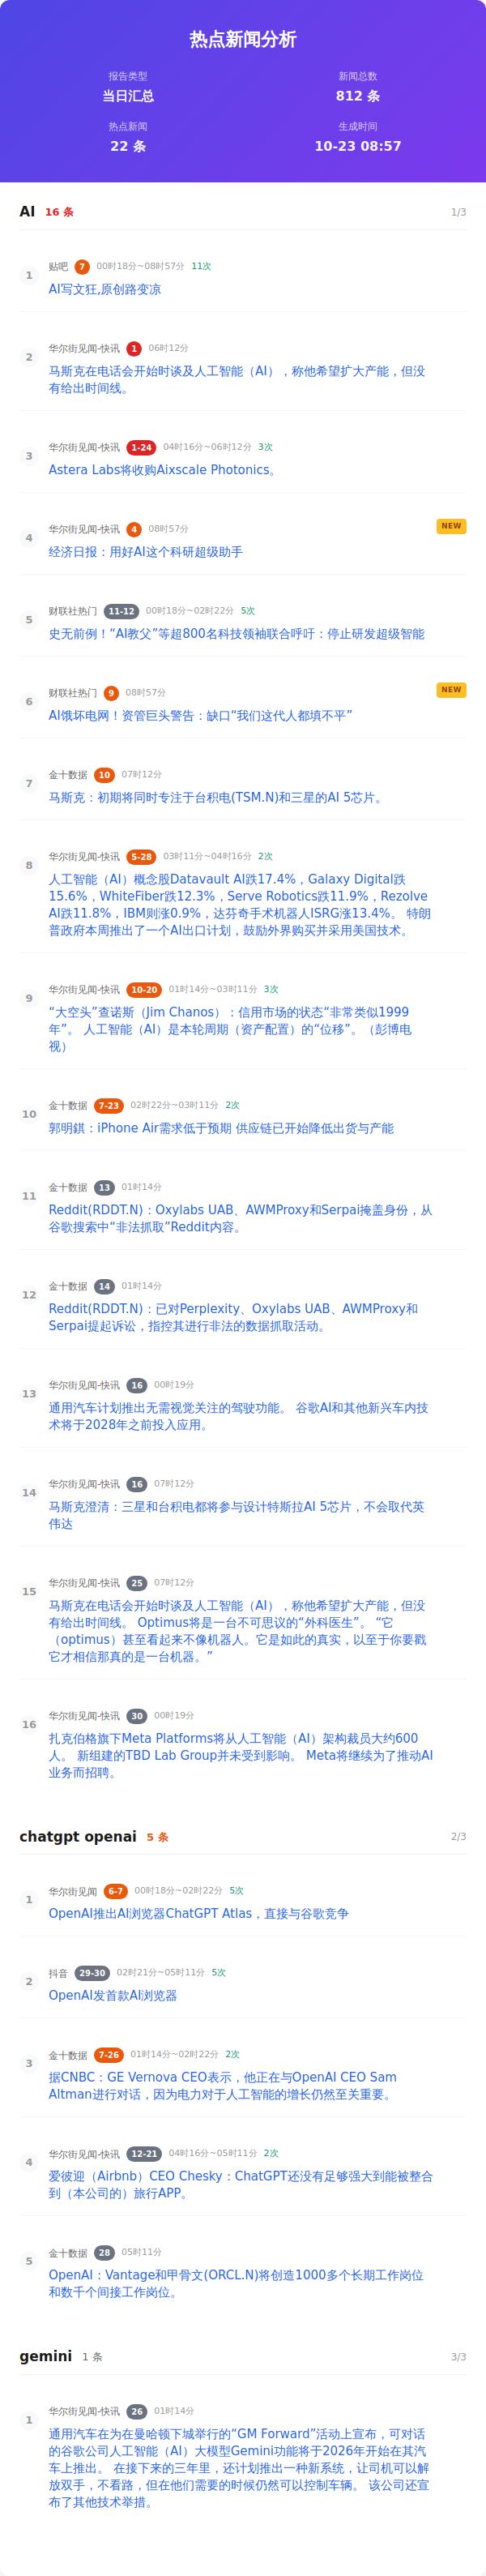 热点新闻分析
报告类型
新闻总数
当日汇总
812 条
热点新闻
生成时间
22 条
10-23 08:57
AI 16 条 1/3
1
贴吧 7 00时18分~08时57分 11次
AI写文狂,原创路变凉
2
华尔街见闻-快讯 1 06时12分
马斯克在电话会开始时谈及人工智能（AI），称他希望扩大产能，但没
有给出时间线。
3
华尔街见闻-快讯 1-24 04时16分~06时12分 3次
Astera Labs将收购Aixscale Photonics。
4
华尔街见闻-快讯 4 08时57分
NEW
经济日报：用好AI这个科研超级助手
5
财联社热门 11-12 00时18分~02时22分 5次
史无前例！“AI教父”等超800名科技领袖联合呼吁：停止研发超级智能
6
财联社热门 9 08时57分
NEW
AI饿坏电网！资管巨头警告：缺口“我们这代人都填不平”
7
金十数据 10 07时12分
马斯克：初期将同时专注于台积电(TSM.N)和三星的AI 5芯片。
8
华尔街见闻-快讯 5-28 03时11分~04时16分 2次
人工智能（AI）概念股Datavault AI跌17.4%，Galaxy Digital跌
15.6%，WhiteFiber跌12.3%，Serve Robotics跌11.9%，Rezolve
AI跌11.8%，IBM则涨0.9%，达芬奇手术机器人ISRG涨13.4%。 特朗
普政府本周推出了一个AI出口计划，鼓励外界购买并采用美国技术。
9
华尔街见闻-快讯 10-20 01时14分~03时11分 3次
“大空头”查诺斯（Jim Chanos）：信用市场的状态“非常类似1999
年”。 人工智能（AI）是本轮周期（资产配置）的“位移”。（彭博电
视）
10
金十数据 7-23 02时22分~03时11分 2次
郭明錤：iPhone Air需求低于预期 供应链已开始降低出货与产能
11
金十数据 13 01时14分
Reddit(RDDT.N)：Oxylabs UAB、AWMProxy和Serpai掩盖身份，从
谷歌搜索中“非法抓取”Reddit内容。
12
金十数据 14 01时14分
Reddit(RDDT.N)：已对Perplexity、Oxylabs UAB、AWMProxy和
Serpai提起诉讼，指控其进行非法的数据抓取活动。
13
华尔街见闻-快讯 16 00时19分
通用汽车计划推出无需视觉关注的驾驶功能。 谷歌AI和其他新兴车内技
术将于2028年之前投入应用。
14
华尔街见闻-快讯 16 07时12分
马斯克澄清：三星和台积电都将参与设计特斯拉AI 5芯片，不会取代英
伟达
15
华尔街见闻-快讯 25 07时12分
马斯克在电话会开始时谈及人工智能（AI），称他希望扩大产能，但没
有给出时间线。 Optimus将是一台不可思议的“外科医生”。 “它
（optimus）甚至看起来不像机器人。它是如此的真实，以至于你要戳
它才相信那真的是一台机器。”
16
华尔街见闻-快讯 30 00时19分
扎克伯格旗下Meta Platforms将从人工智能（AI）架构裁员大约600
人。 新组建的TBD Lab Group并未受到影响。 Meta将继续为了推动AI
业务而招聘。
chatgpt openai 5 条 2/3
1
华尔街见闻 6-7 00时18分~02时22分 5次
OpenAI推出AI浏览器ChatGPT Atlas，直接与谷歌竞争
2
抖音 29-30 02时21分~05时11分 5次
OpenAI发首款AI浏览器
3
金十数据 7-26 01时14分~02时22分 2次
据CNBC：GE Vernova CEO表示，他正在与OpenAI CEO Sam
Altman进行对话，因为电力对于人工智能的增长仍然至关重要。
4
华尔街见闻-快讯 12-21 04时16分~05时11分 2次
爱彼迎（Airbnb）CEO Chesky：ChatGPT还没有足够强大到能被整合
到（本公司的）旅行APP。
5
金十数据 28 05时11分
OpenAI：Vantage和甲骨文(ORCL.N)将创造1000多个长期工作岗位
和数千个间接工作岗位。
gemini 1 条 3/3
1
华尔街见闻-快讯 26 01时14分
通用汽车在为在曼哈顿下城举行的“GM Forward”活动上宣布，可对话
的谷歌公司人工智能（AI）大模型Gemini功能将于2026年开始在其汽
车上推出。 在接下来的三年里，还计划推出一种新系统，让司机可以解
放双手，不看路，但在他们需要的时候仍然可以控制车辆。 该公司还宣
布了其他技术举措。